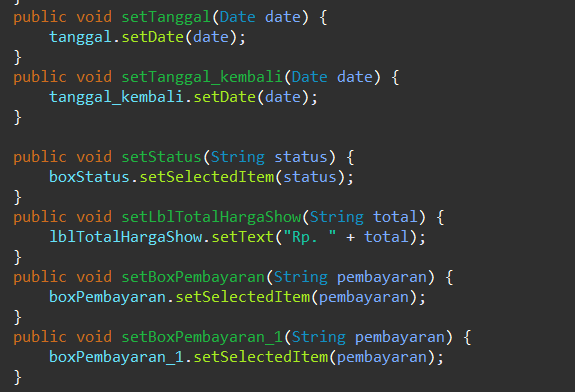 }
public void setTanggal(Date date) {
    tanggal.setDate(date);
}
public void setTanggal_kembali(Date date) {
    tanggal_kembali.setDate(date);
}

public void setStatus(String status) {
    boxStatus.setSelectedItem(status);
}
public void setLblTotalHargaShow(String total) {
    lblTotalHargaShow.setText("Rp. " + total);
}
public void setBoxPembayaran(String pembayaran) {
    boxPembayaran.setSelectedItem(pembayaran);
}
public void setBoxPembayaran_1(String pembayaran) {
    boxPembayaran_1.setSelectedItem(pembayaran);
}